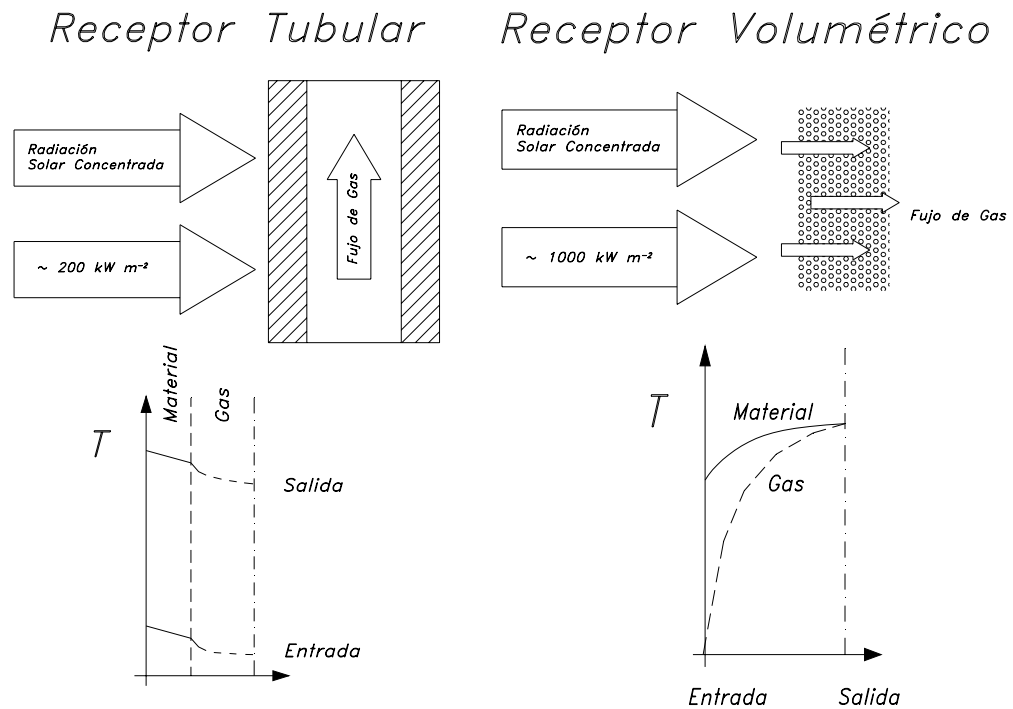 Receptor Tubular
Radiación
Solar Concentrada
~ 200 kW m⁻²
Fujo de Gas
T
Material
Gas
Salida
Entrada
Receptor Volumétrico
Radiación
Solar Concentrada
~ 1000 kW m⁻²
Fujo de Gas
T
Material
Gas
Entrada
Salida